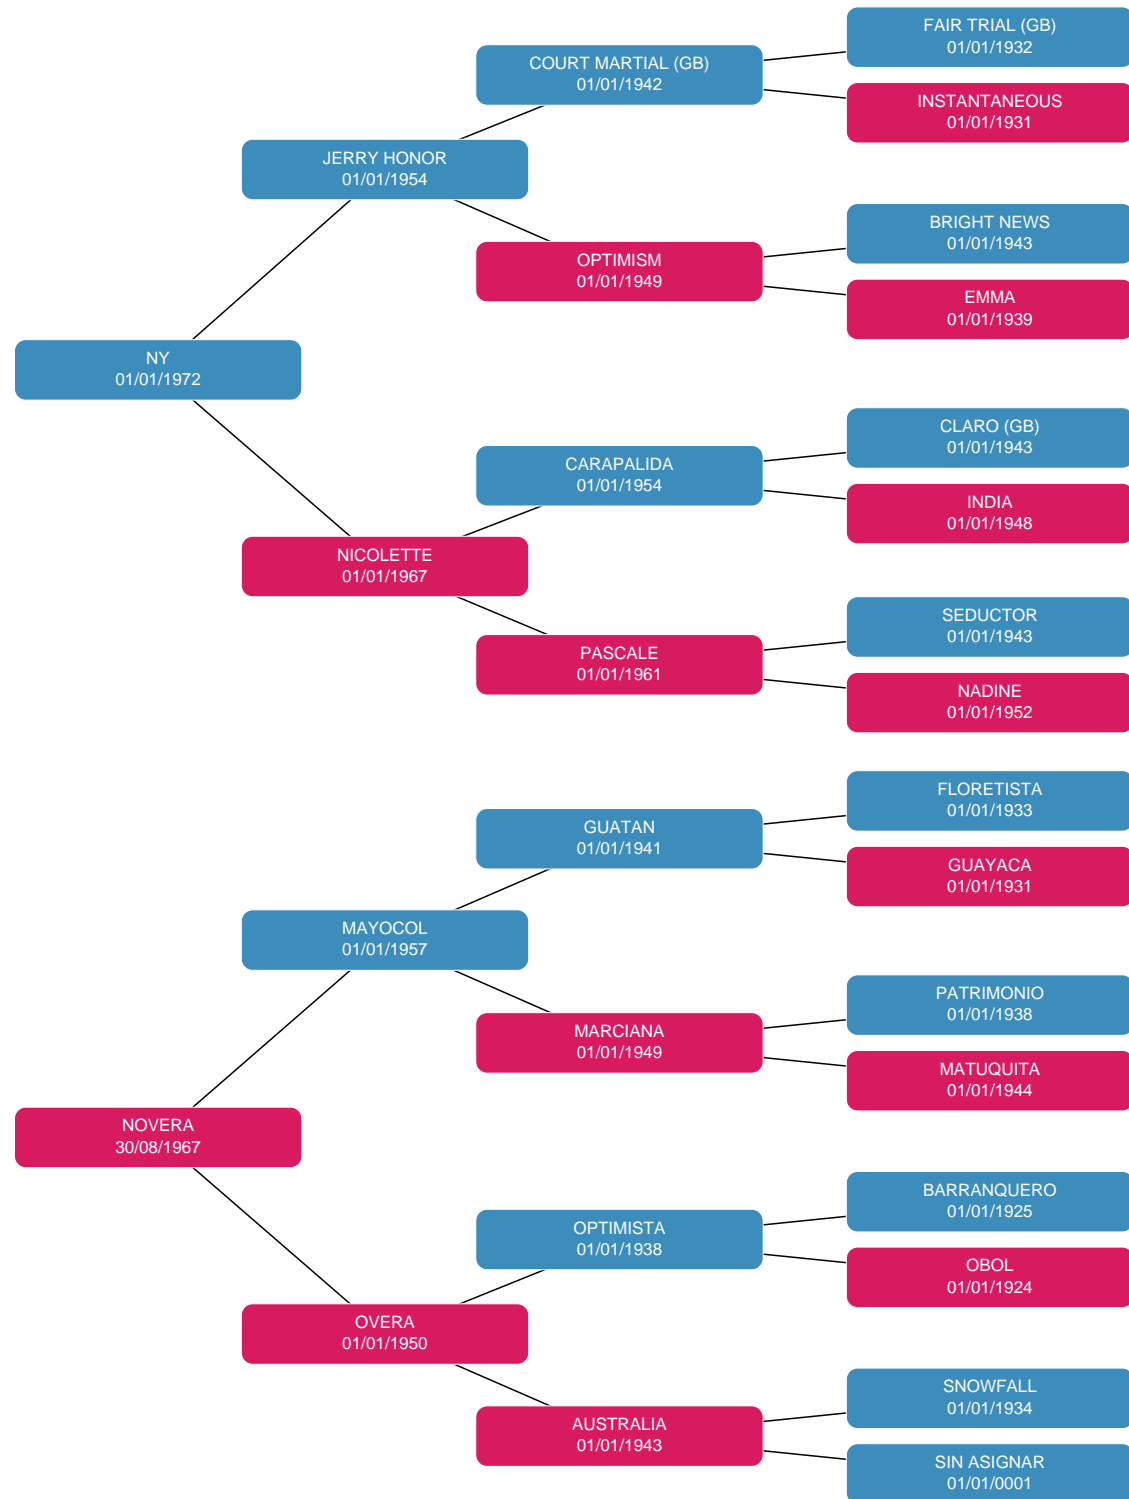 FAIR TRIAL (GB)
01/01/1932
COURT MARTIAL (GB)
01/01/1942
INSTANTANEOUS
01/01/1931
JERRY HONOR
01/01/1954
BRIGHT NEWS
01/01/1943
OPTIMISM
01/01/1949
EMMA
01/01/1939
NY
01/01/1972
CLARO (GB)
01/01/1943
CARAPALIDA
01/01/1954
INDIA
01/01/1948
NICOLETTE
01/01/1967
SEDUCTOR
01/01/1943
PASCALE
01/01/1961
NADINE
01/01/1952
FLORETISTA
01/01/1933
GUATAN
01/01/1941
GUAYACA
01/01/1931
MAYOCOL
01/01/1957
PATRIMONIO
01/01/1938
MARCIANA
01/01/1949
MATUQUITA
01/01/1944
NOVERA
30/08/1967
BARRANQUERO
01/01/1925
OPTIMISTA
01/01/1938
OBOL
01/01/1924
OVERA
01/01/1950
SNOWFALL
01/01/1934
AUSTRALIA
01/01/1943
SIN ASIGNAR
01/01/0001